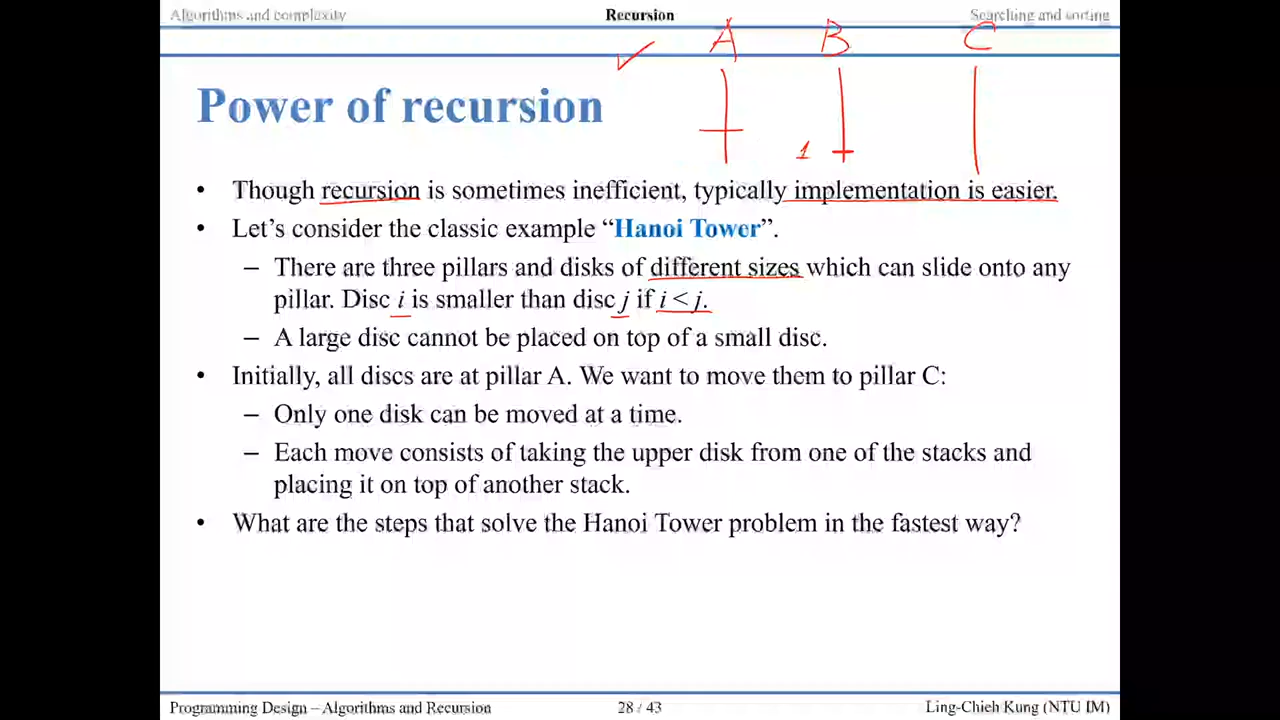 Algorithms and complexity Recursion Searching and sorting
A B C
Power of recursion
1
• Though recursion is sometimes inefficient, typically implementation is easier.
• Let's consider the classic example “Hanoi Tower”.
– There are three pillars and disks of different sizes which can slide onto any
pillar. Disc i is smaller than disc j if i < j.
– A large disc cannot be placed on top of a small disc.
• Initially, all discs are at pillar A. We want to move them to pillar C:
– Only one disk can be moved at a time.
– Each move consists of taking the upper disk from one of the stacks and
placing it on top of another stack.
• What are the steps that solve the Hanoi Tower problem in the fastest way?
Programming Design – Algorithms and Recursion 28 / 43 Ling-Chieh Kung (NTU IM)